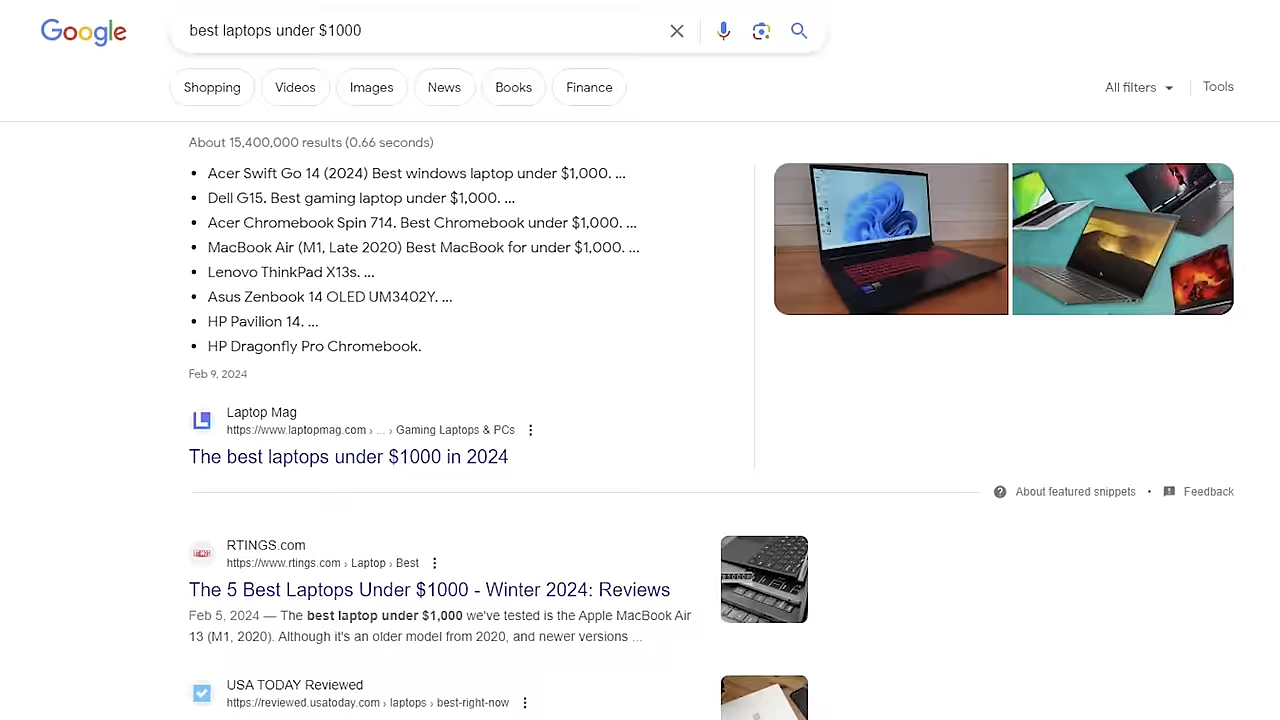 Google
best laptops under $1000
Shopping
Videos
Images
News
Books
Finance
All filters
Tools
About 15,400,000 results (0.66 seconds)
• Acer Swift Go 14 (2024) Best windows laptop under $1,000. ...
• Dell G15. Best gaming laptop under $1,000. ...
• Acer Chromebook Spin 714. Best Chromebook under $1,000. ...
• MacBook Air (M1, Late 2020) Best MacBook for under $1,000. ...
• Lenovo ThinkPad X13s. ...
• Asus Zenbook 14 OLED UM3402Y. ...
• HP Pavilion 14. ...
• HP Dragonfly Pro Chromebook.
Feb 9, 2024
Laptop Mag
https://www.laptopmag.com › ... › Gaming Laptops & PCs
The best laptops under $1000 in 2024
About featured snippets • Feedback
RTINGS.com
https://www.rtings.com › Laptop › Best
The 5 Best Laptops Under $1000 - Winter 2024: Reviews
Feb 5, 2024 — The best laptop under $1,000 we've tested is the Apple MacBook Air
13 (M1, 2020). Although it's an older model from 2020, and newer versions ...
USA TODAY Reviewed
https://reviewed.usatoday.com › laptops › best-right-now